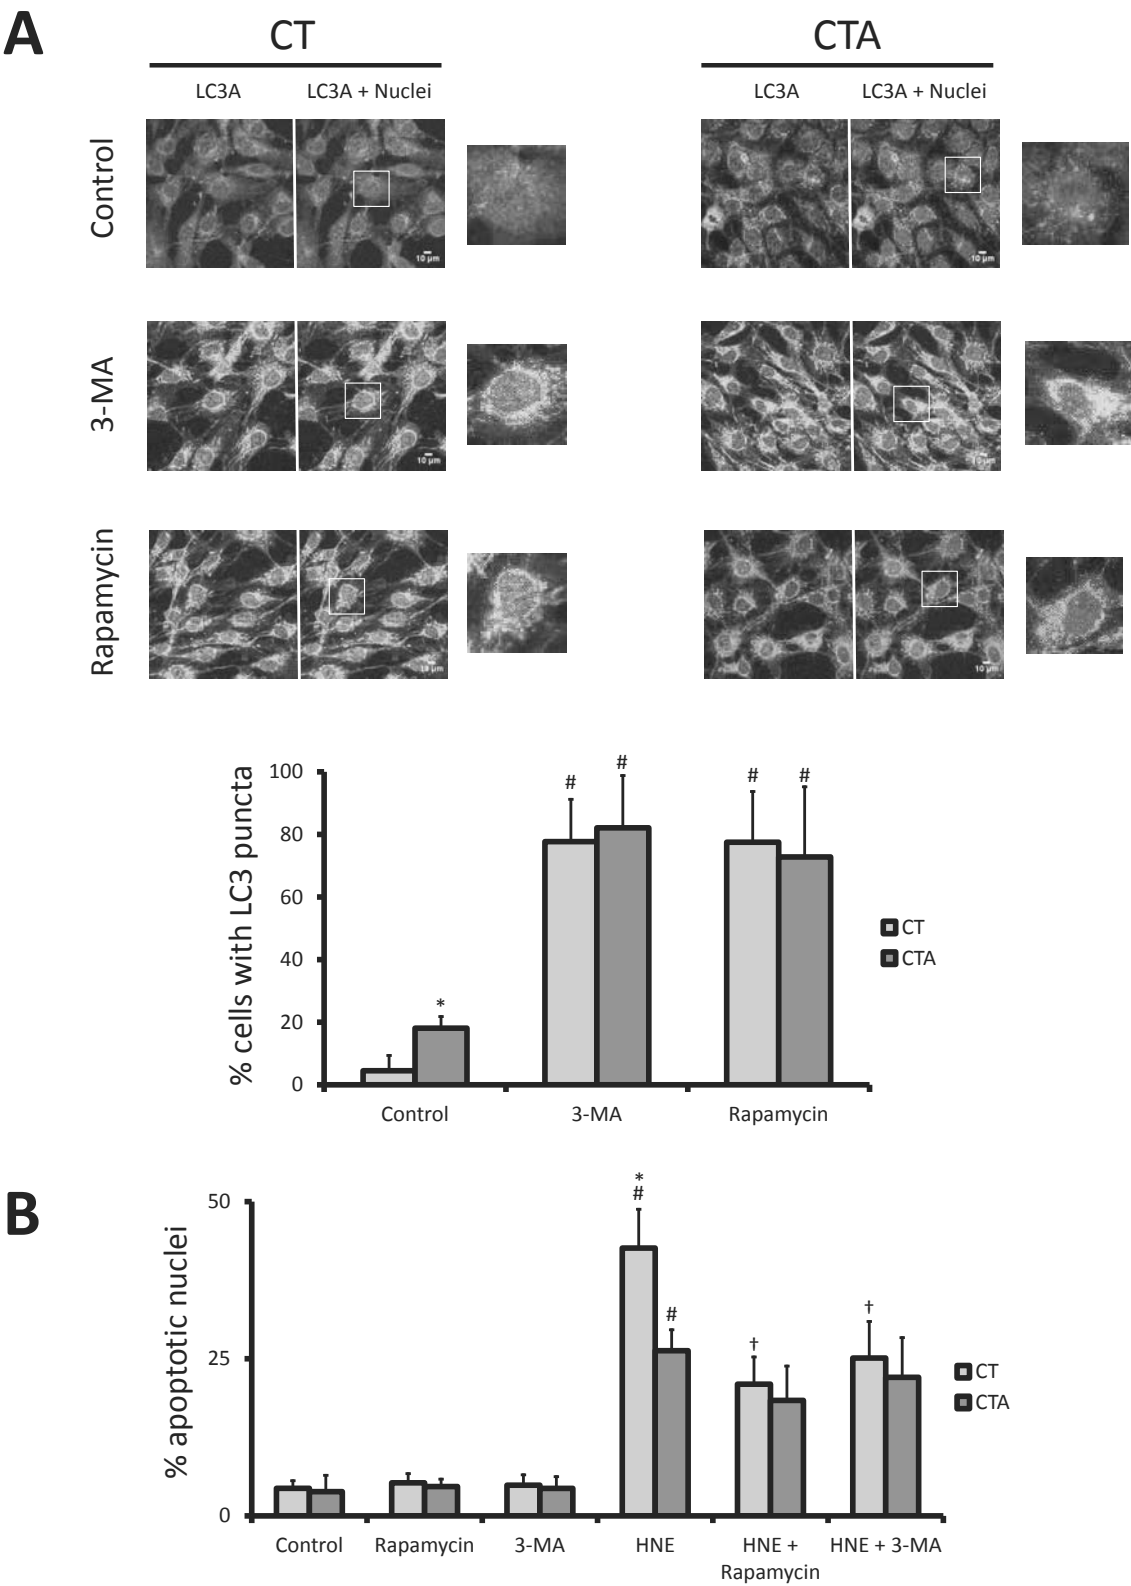 A
CT
CTA
LC3A
LC3A + Nuclei
LC3A
LC3A + Nuclei
Control
10 µm
10 µm
3-MA
10 µm
10 µm
Rapamycin
10 µm
10 µm
% cells with LC3 puncta
100
80
60
40
20
0
*
#
#
#
#
CT
CTA
Control
3-MA
Rapamycin
B
% apoptotic nuclei
50
25
0
*
#
#
†
†
CT
CTA
Control
Rapamycin
3-MA
HNE
HNE +
Rapamycin
HNE + 3-MA